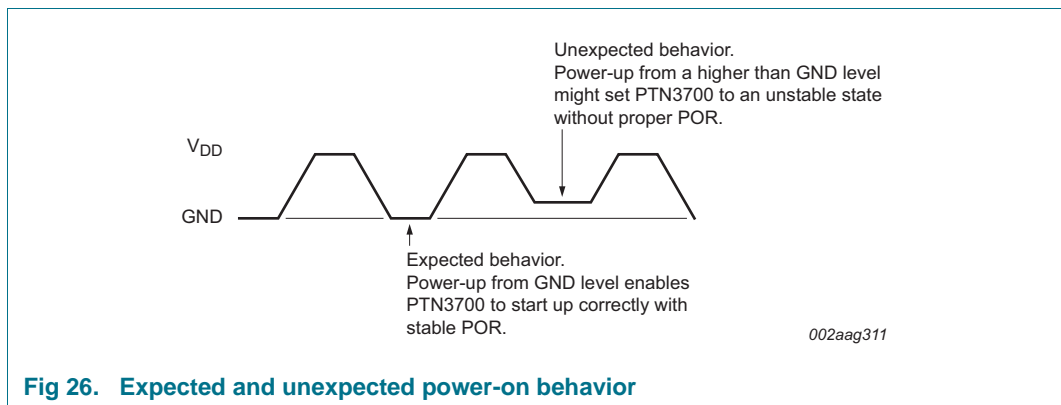 Unexpected behavior.
Power-up from a higher than GND level
might set PTN3700 to an unstable state
without proper POR.
VDD
GND
Expected behavior.
Power-up from GND level enables
PTN3700 to start up correctly with
stable POR.
002aag311
Fig 26. Expected and unexpected power-on behavior